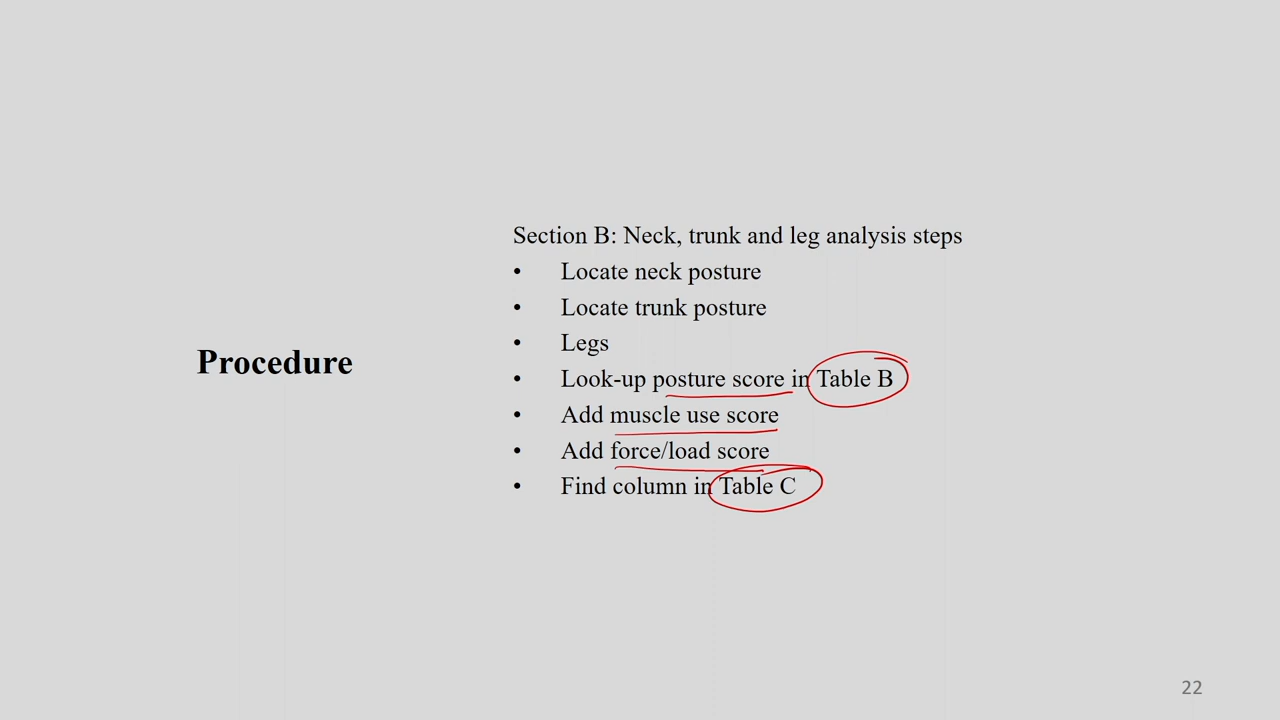 Procedure
Section B: Neck, trunk and leg analysis steps
• Locate neck posture
• Locate trunk posture
• Legs
• Look-up posture score in Table B
• Add muscle use score
• Add force/load score
• Find column in Table C
22